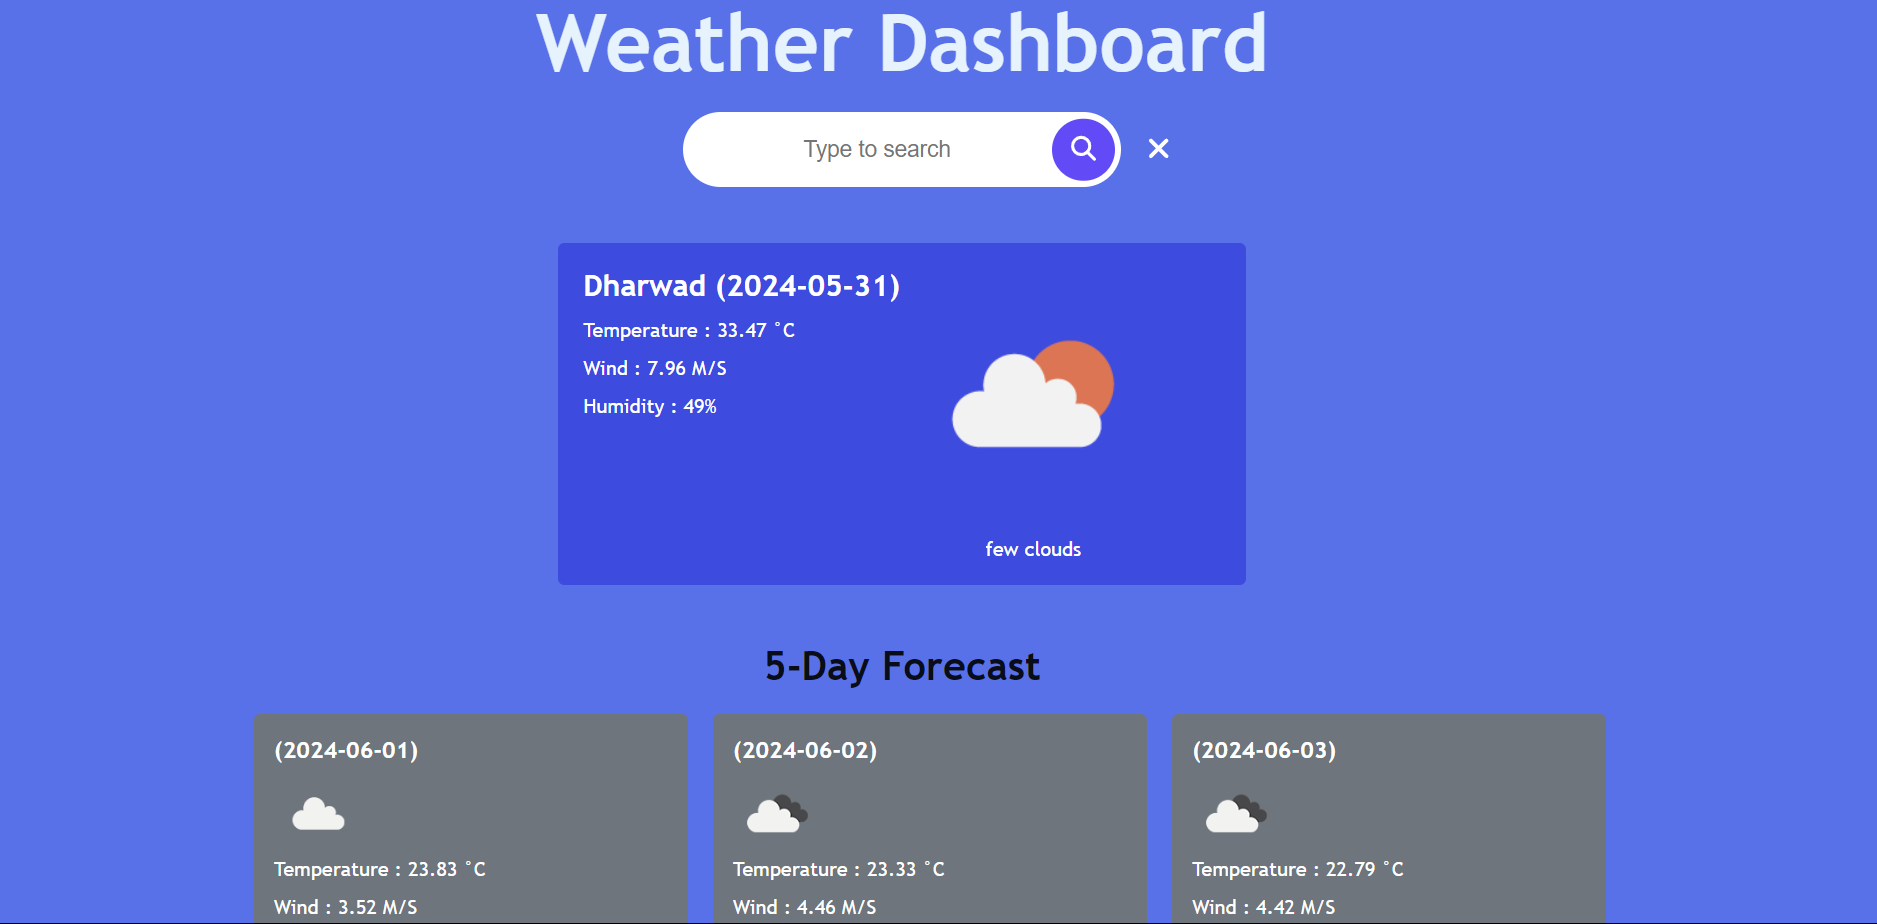 Weather Dashboard
Type to search
Dharwad (2024-05-31)
Temperature : 33.47 °C
Wind : 7.96 M/S
Humidity : 49%
few clouds
5-Day Forecast
(2024-06-01)
Temperature : 23.83 °C
Wind : 3.52 M/S
(2024-06-02)
Temperature : 23.33 °C
Wind : 4.46 M/S
(2024-06-03)
Temperature : 22.79 °C
Wind : 4.42 M/S